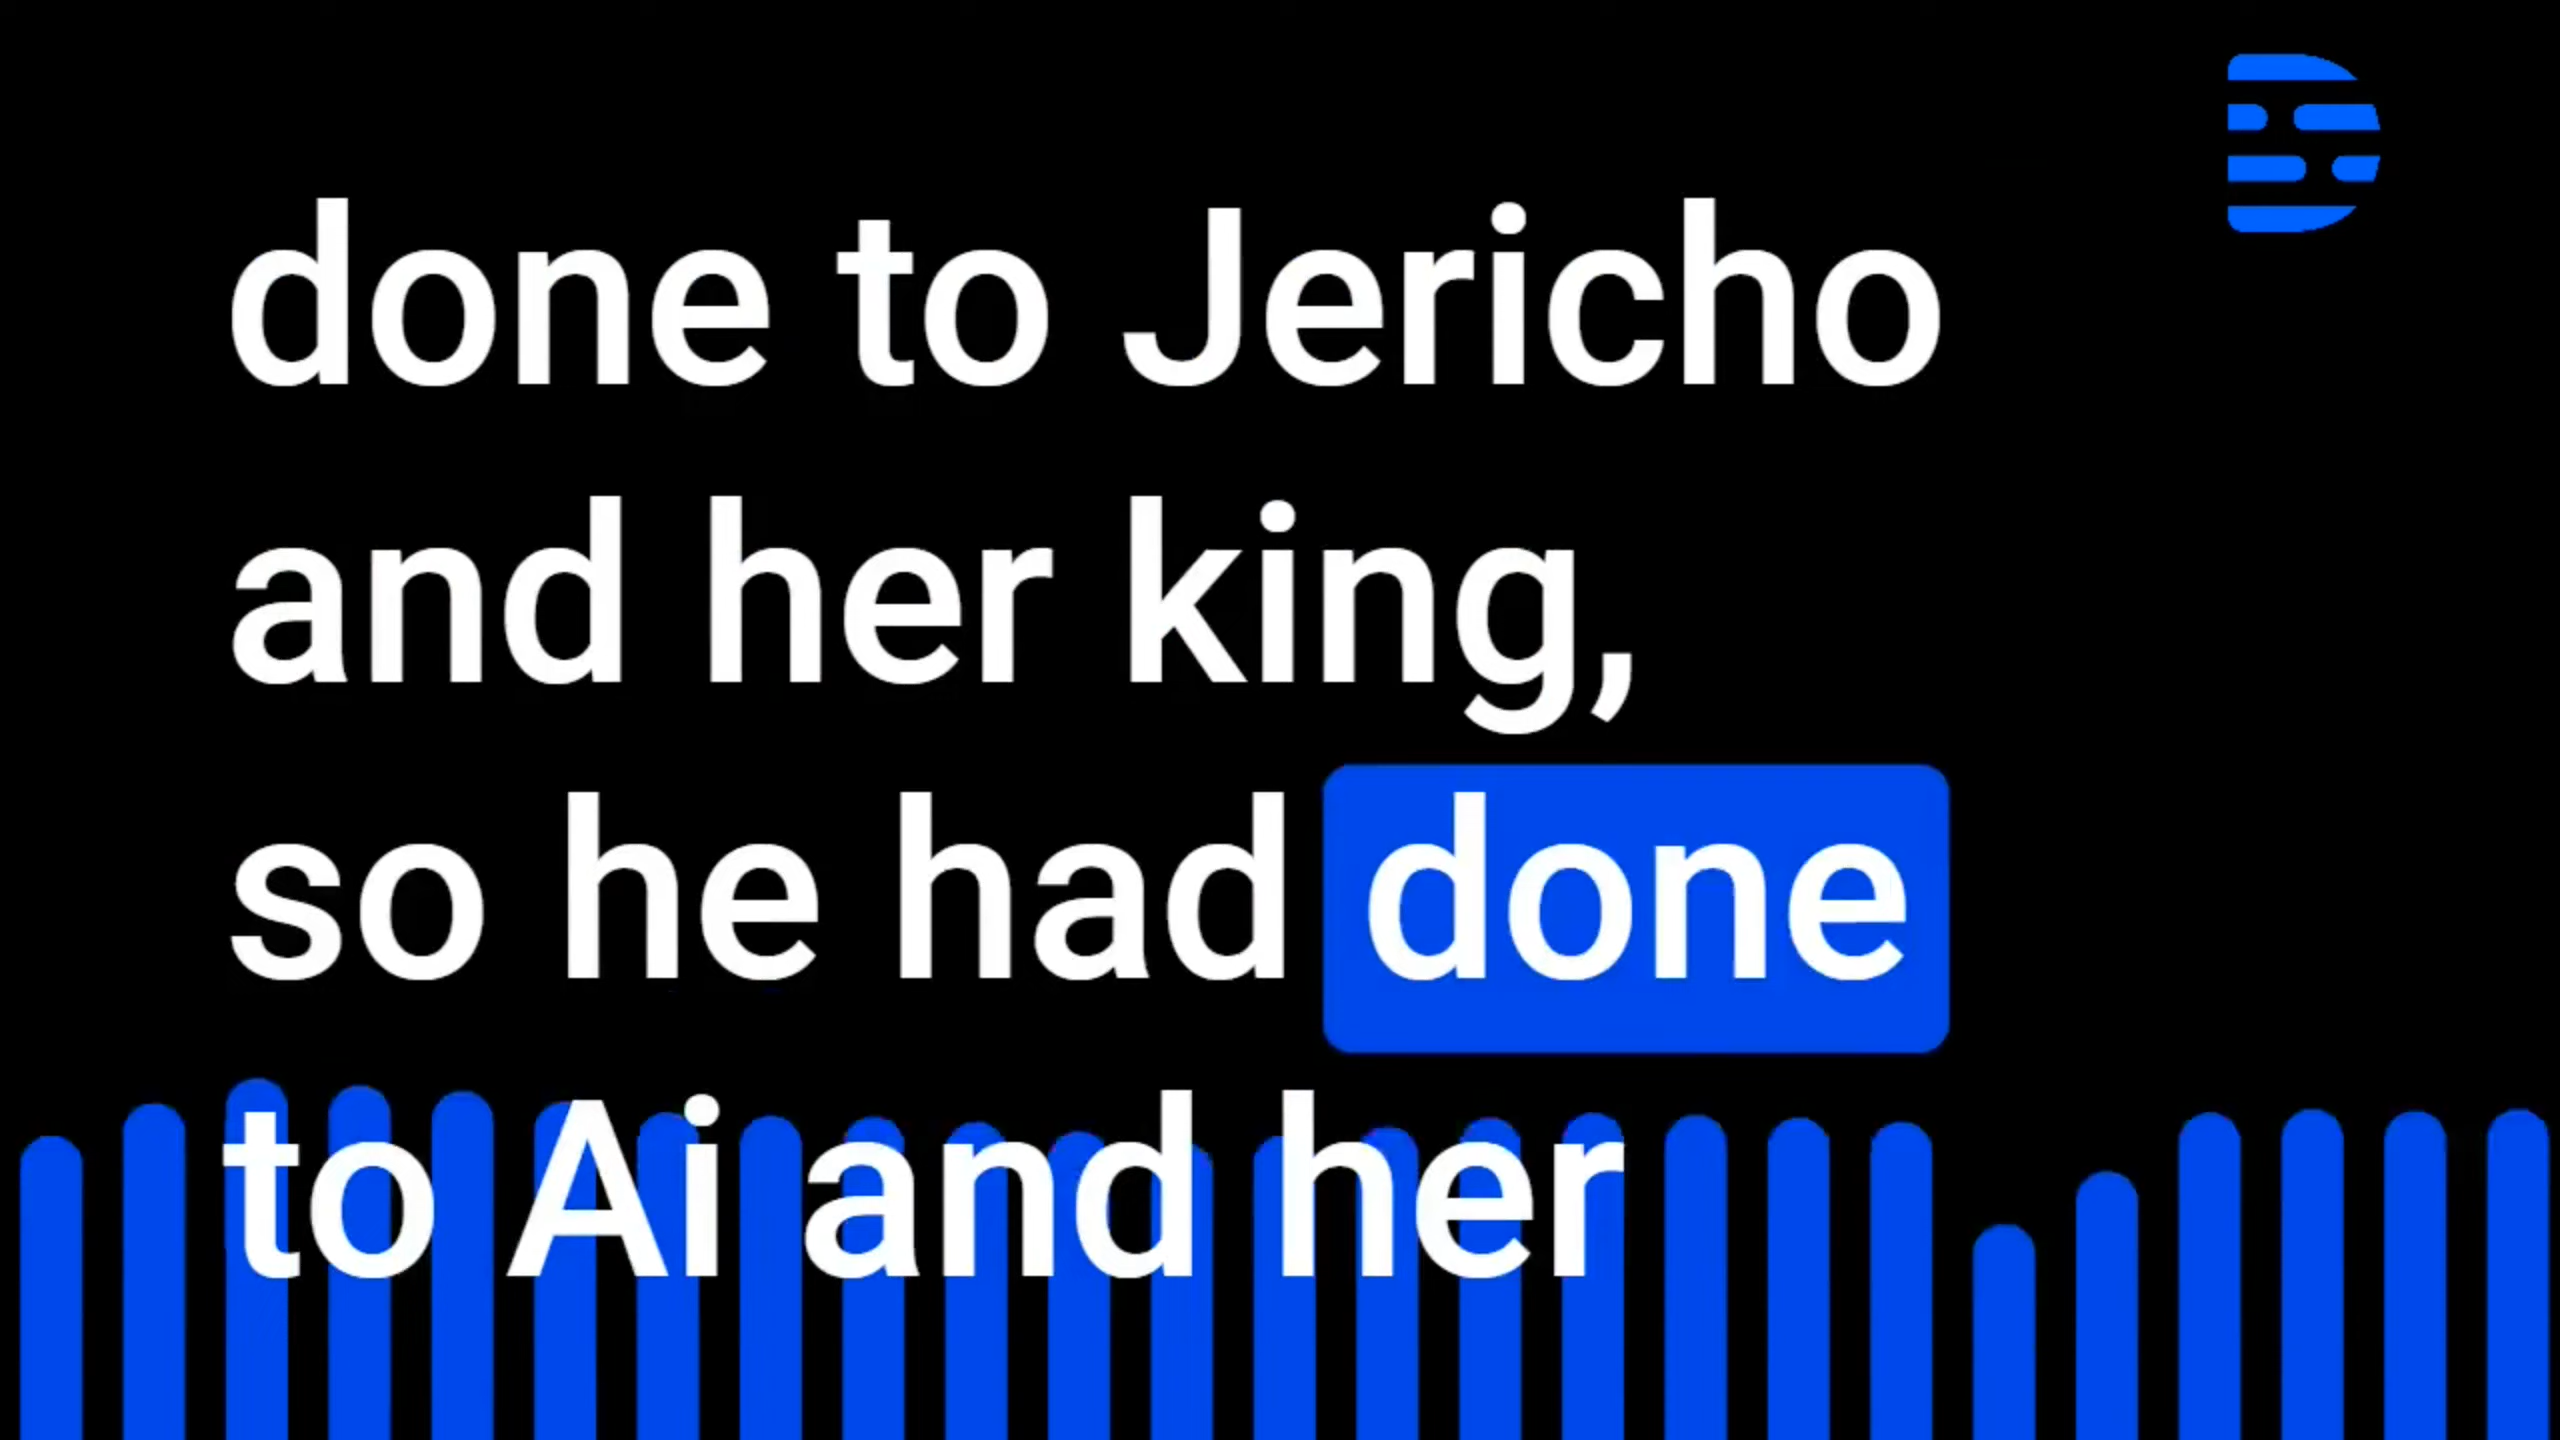 done to Jericho
and her king,
so he had done
to Ai and her